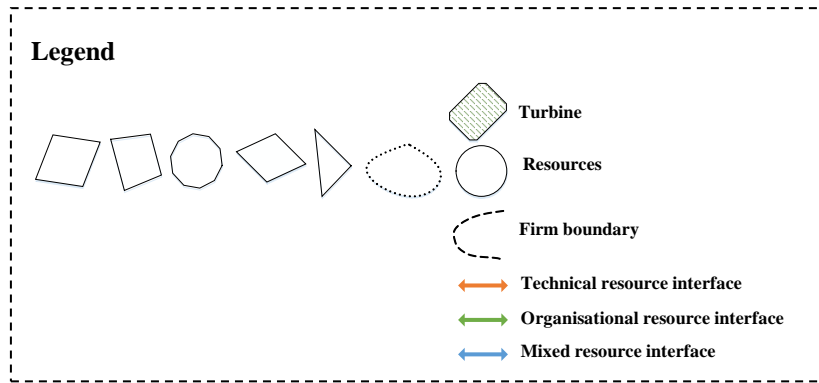 Legend
Turbine
Resources
Firm boundary
Technical resource interface
Organisational resource interface
Mixed resource interface